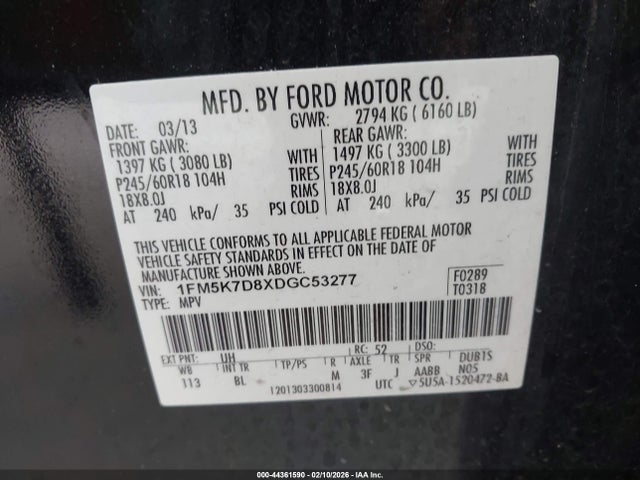 MFD. BY FORD MOTOR CO.
DATE: 03/13 GVWR: 2794 KG ( 6160 LB)
FRONT GAWR: REAR GAWR:
1397 KG ( 3080 LB) WITH 1497 KG ( 3300 LB) WITH
P245/60R18 104H TIRES P245/60R18 104H TIRES
18X8.0J RIMS 18X8.0J RIMS
AT 240 kPa/ 35 PSI COLD AT 240 kPa/ 35 PSI COLD
THIS VEHICLE CONFORMS TO ALL APPLICABLE FEDERAL MOTOR
VEHICLE SAFETY STANDARDS IN EFFECT ON THE DATE OF
MANUFACTURE SHOWN ABOVE.
VIN: 1FM5K7D8XDGC53277 F0289
TYPE: MPV T0318
EXT PNT: UH RC: 52 DSO:
WB INT TR TP/PS R AXLE TR SPR DUB1S
113 BL M 3F J AABB N05
1201303300814 UTC ▽5U5A-1520472-BA
000-44361590 - 02/10/2026 - IAA Inc.